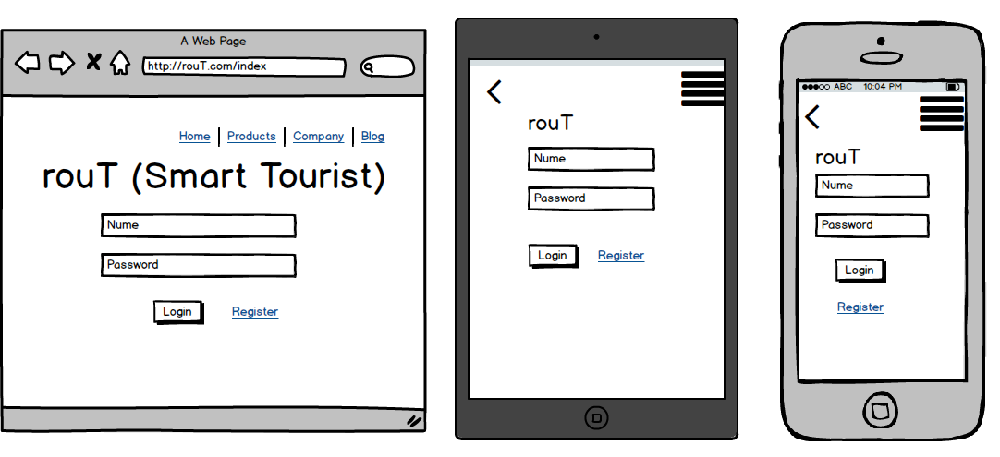 A Web Page
http://rouT.com/index
Home Products Company Blog
rouT (Smart Tourist)
Nume
Password
Login Register
rouT
Nume
Password
Login Register
ABC 10:04 PM
rouT
Nume
Password
Login
Register